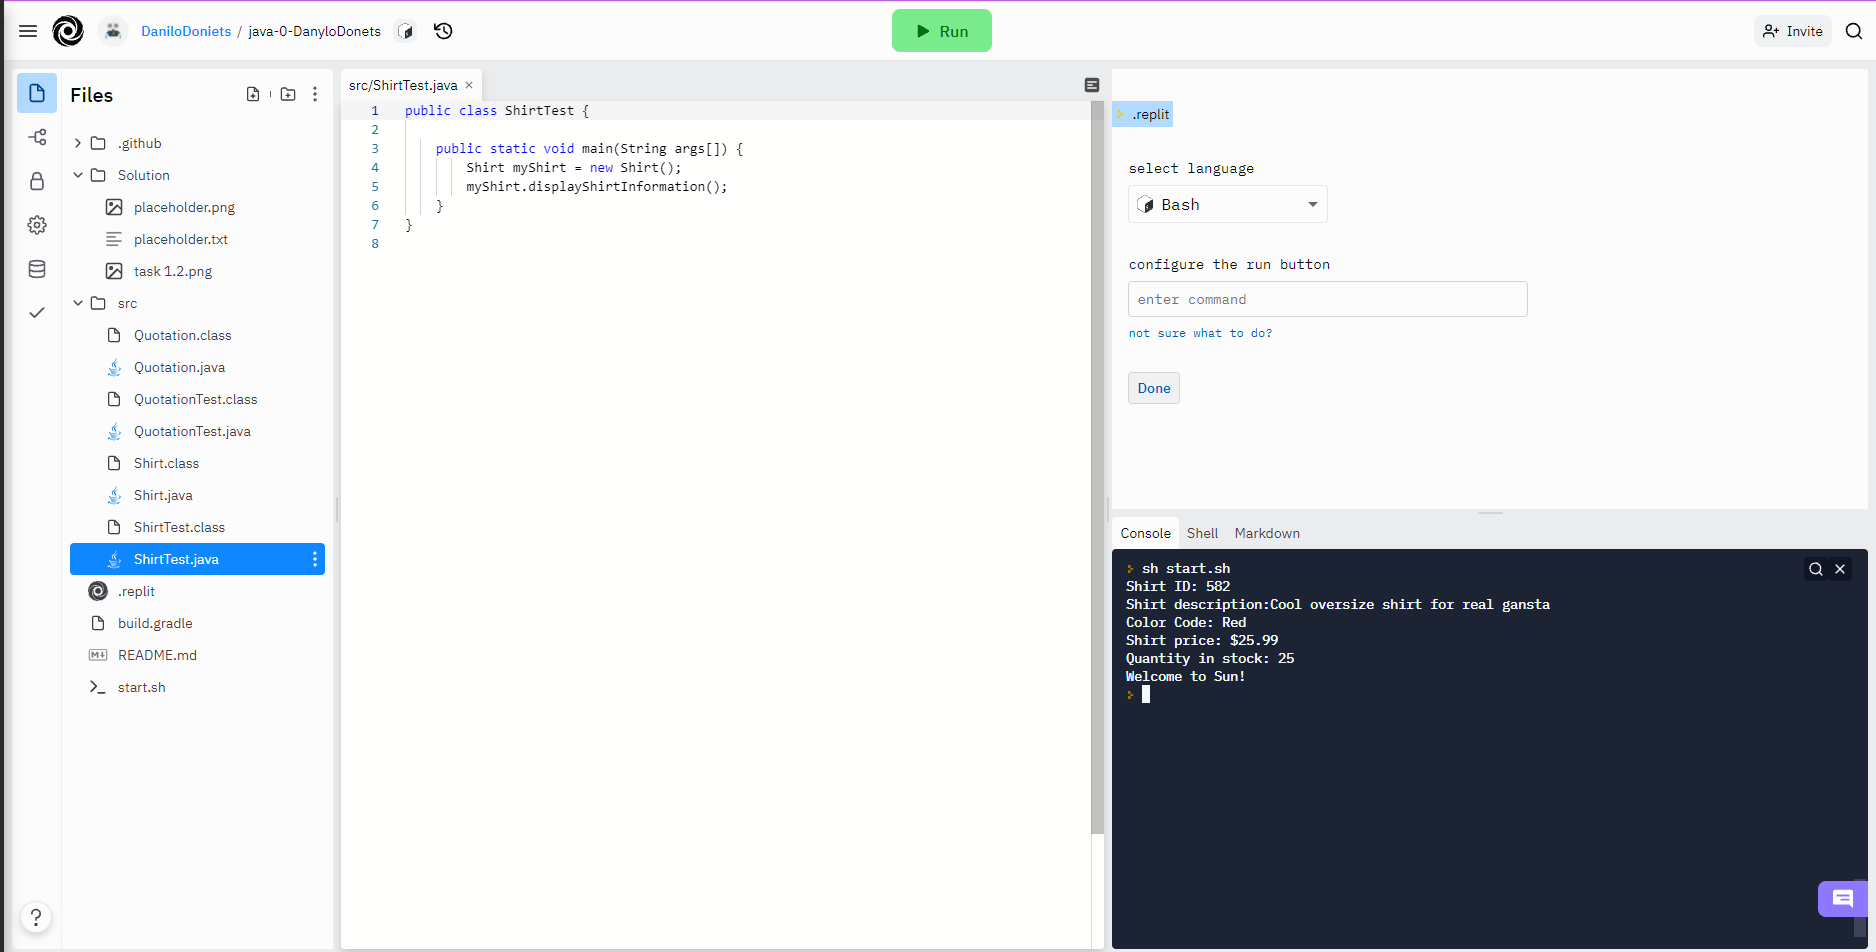 DaniloDoniets / java-0-DanyloDonets
Run
Invite
Files
.github
Solution
placeholder.png
placeholder.txt
task 1.2.png
src
Quotation.class
Quotation.java
QuotationTest.class
QuotationTest.java
Shirt.class
Shirt.java
ShirtTest.class
ShirtTest.java
.replit
build.gradle
M↓ README.md
start.sh
?
src/ShirtTest.java ×
1 public class ShirtTest {
2
3     public static void main(String args[]) {
4         Shirt myShirt = new Shirt();
5         myShirt.displayShirtInformation();
6     }
7 }
8
.replit
select language
Bash
configure the run button
enter command
not sure what to do?
Done
Console Shell Markdown
sh start.sh
Shirt ID: 582
Shirt description:Cool oversize shirt for real gansta
Color Code: Red
Shirt price: $25.99
Quantity in stock: 25
Welcome to Sun!